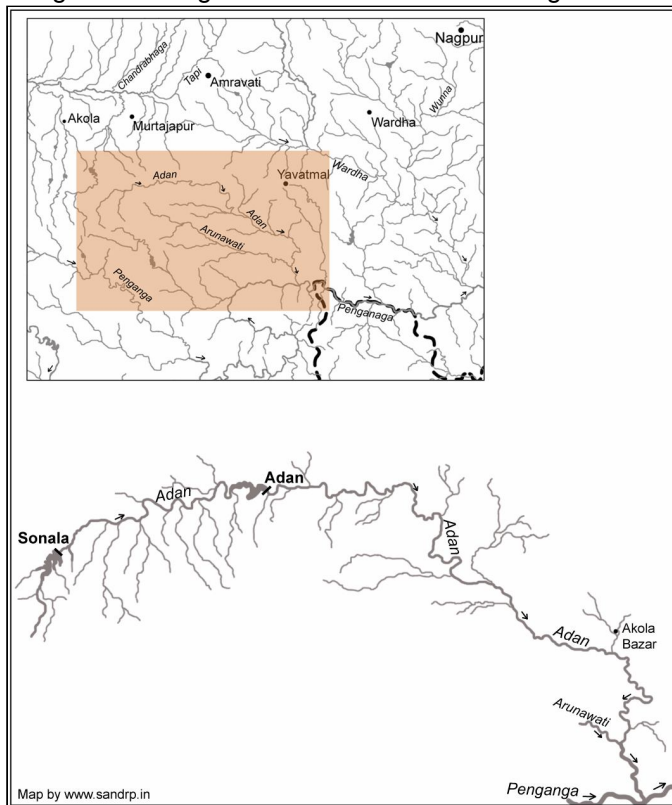 Nagpur
Chandrabhaga
Tapi
Amravati
Wunna
Akola
Murtajapur
Wardha
Wardha
Adan
Yavatmal
Adan
Arunawati
Penganga
Penganaga
Adan
Adan
Sonala
Adan
Adan
Akola
Bazar
Arunawati
Penganga
Map by www.sandrp.in